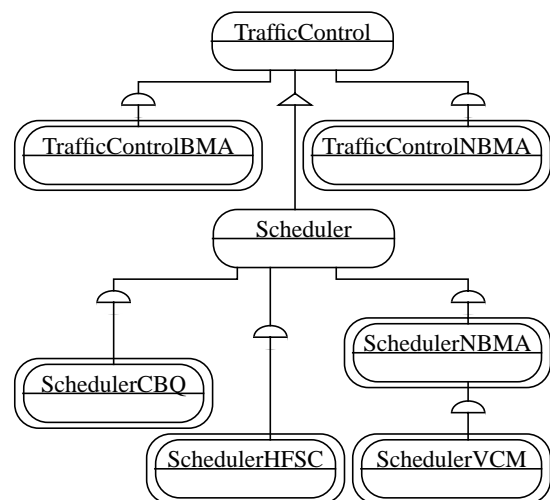 TrafficControl
TrafficControlBMA
TrafficControlNBMA
Scheduler
SchedulerNBMA
SchedulerCBQ
SchedulerHFSC
SchedulerVCM